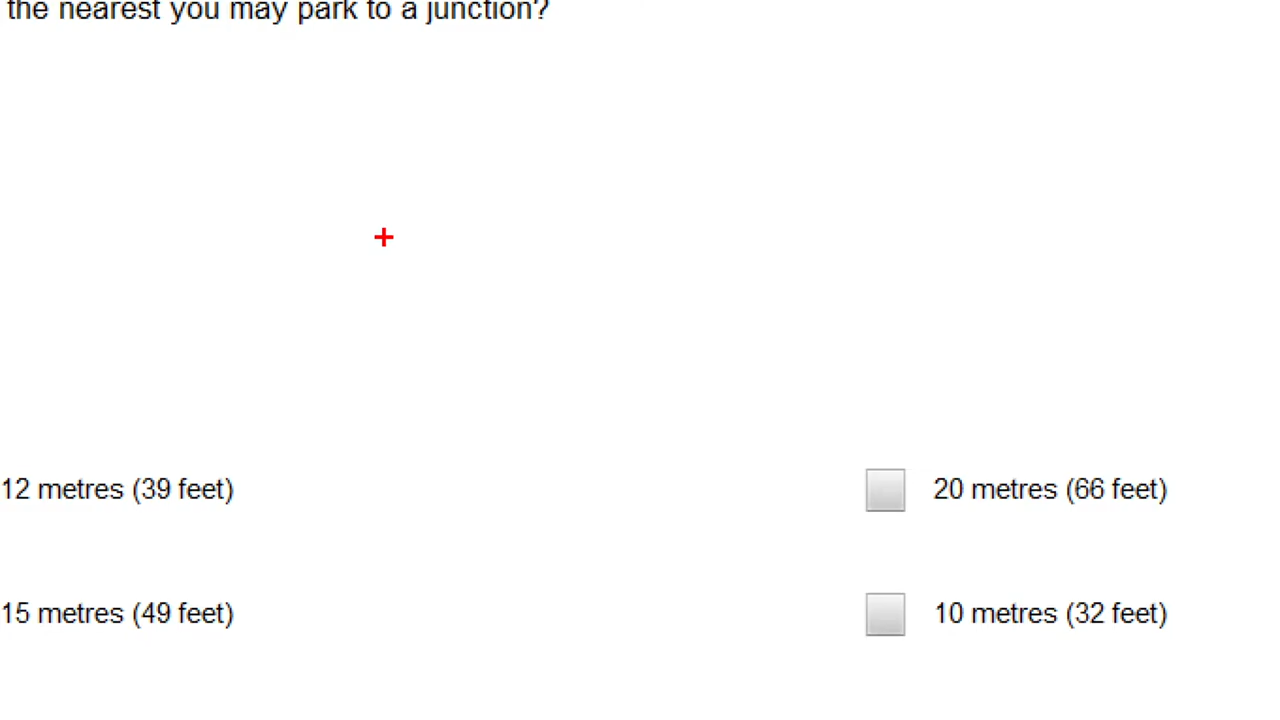 the nearest you may park to a junction?
12 metres (39 feet)
20 metres (66 feet)
15 metres (49 feet)
10 metres (32 feet)